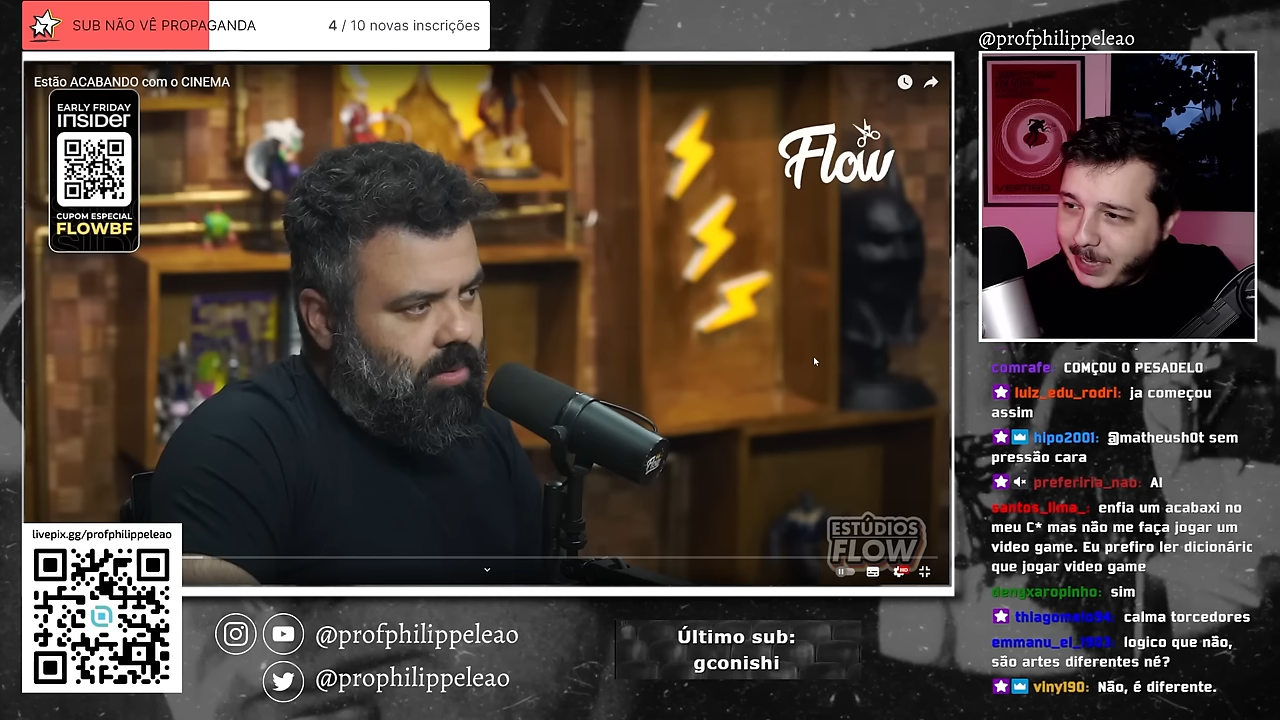 SUB NÃO VÊ PROPAGANDA
4 / 10 novas inscrições
@profphilippeleao
Estão ACABANDO com o CINEMA
EARLY FRIDAY
insider
CUPOM ESPECIAL
FLOWBF
Flow
ESTÚDIOS
FLOW
HD
livepix.gg/profphilippeleao
@profphilippeleao
@prophilippeleao
Último sub:
gconishi
comrafe: COMÇOU O PESADELO
luiz_edu_rodri: ja começou
assim
hipo2001: @matheush0t sem
pressão cara
preferiria_nao: AI
santos_lima_: enfia um acabaxi no
meu C* mas não me faça jogar um
video game. Eu prefiro ler dicionáric
que jogar video game
dengxaropinho: sim
calma torcedores
logico que não,
são artes diferentes né?
viny190: Não, é diferente.